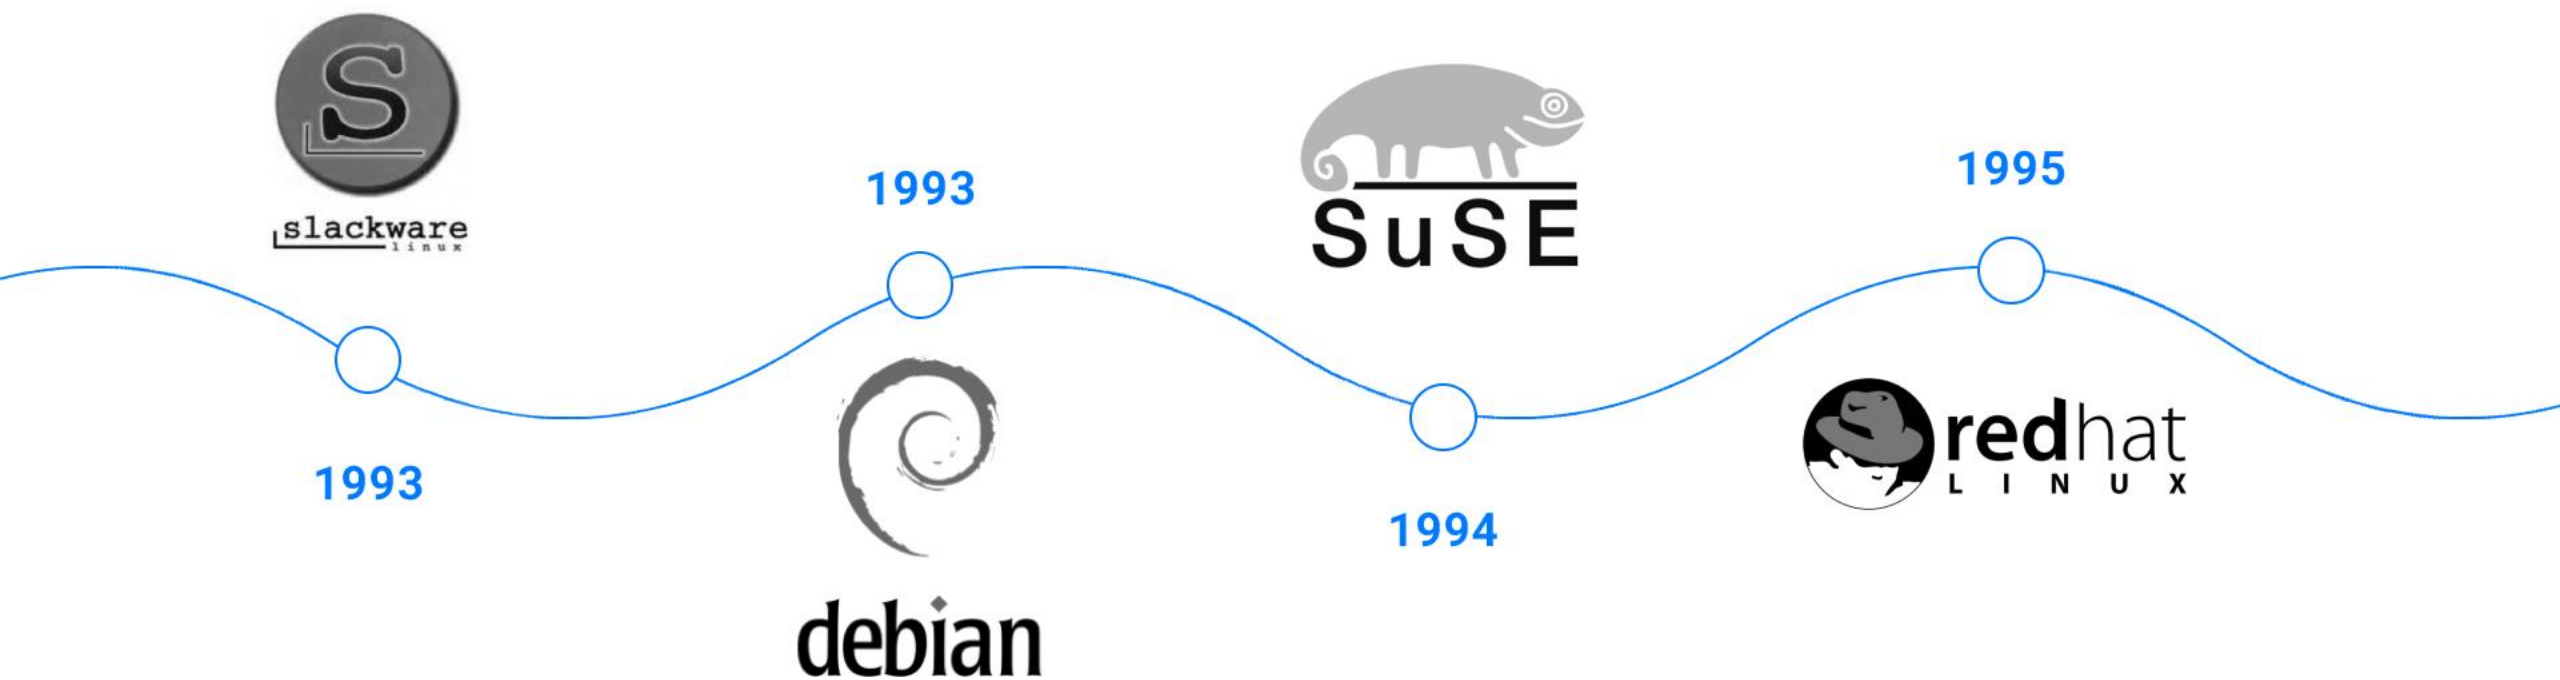 S
slackware
linux
1993
1993
debian
SuSE
1994
1995
redhat
LINUX